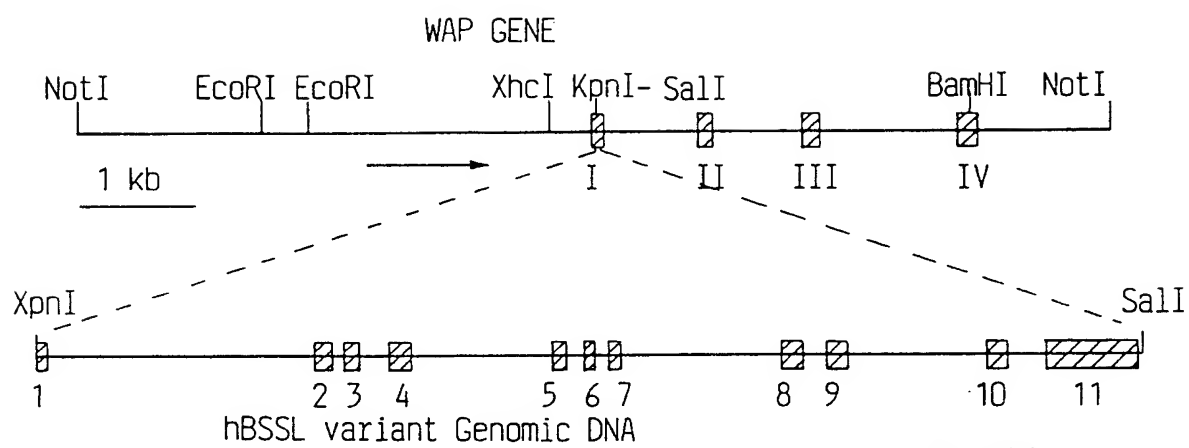 WAP GENE
NotI EcoRI EcoRI XhcI KpnI- SalI BamHI NotI
1 kb
I II III IV
XpnI SalI
1 2 3 4 5 6 7 8 9 10 11
hBSSL variant Genomic DNA